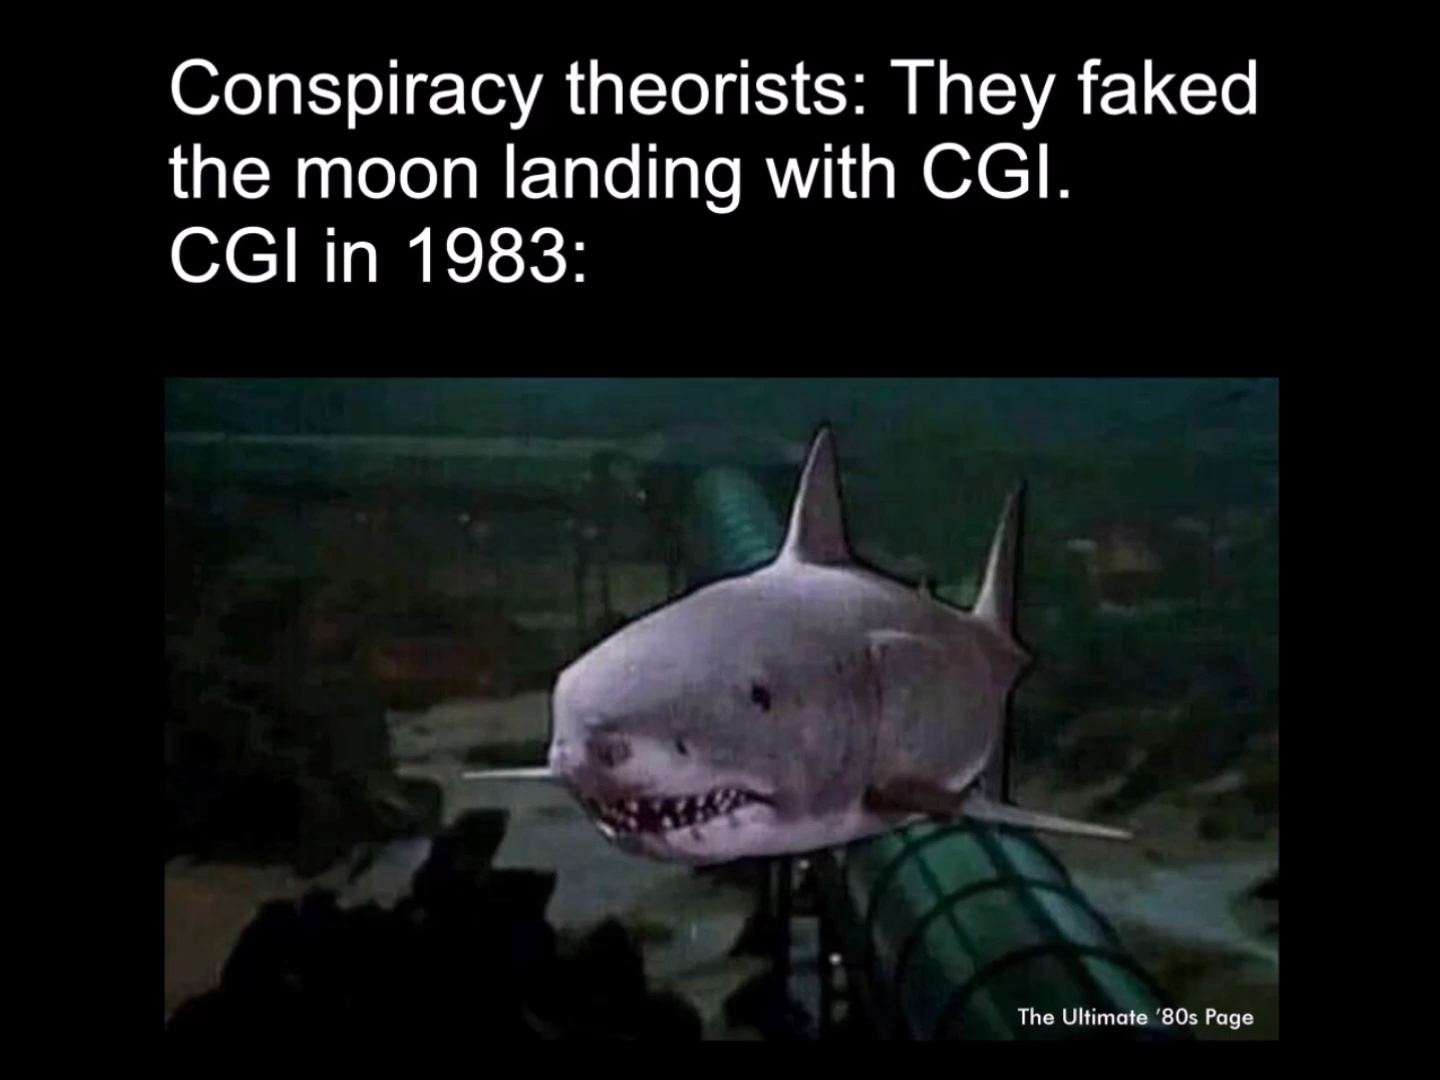 Conspiracy theorists: They faked
the moon landing with CGI.
CGI in 1983:
The Ultimate '80s Page